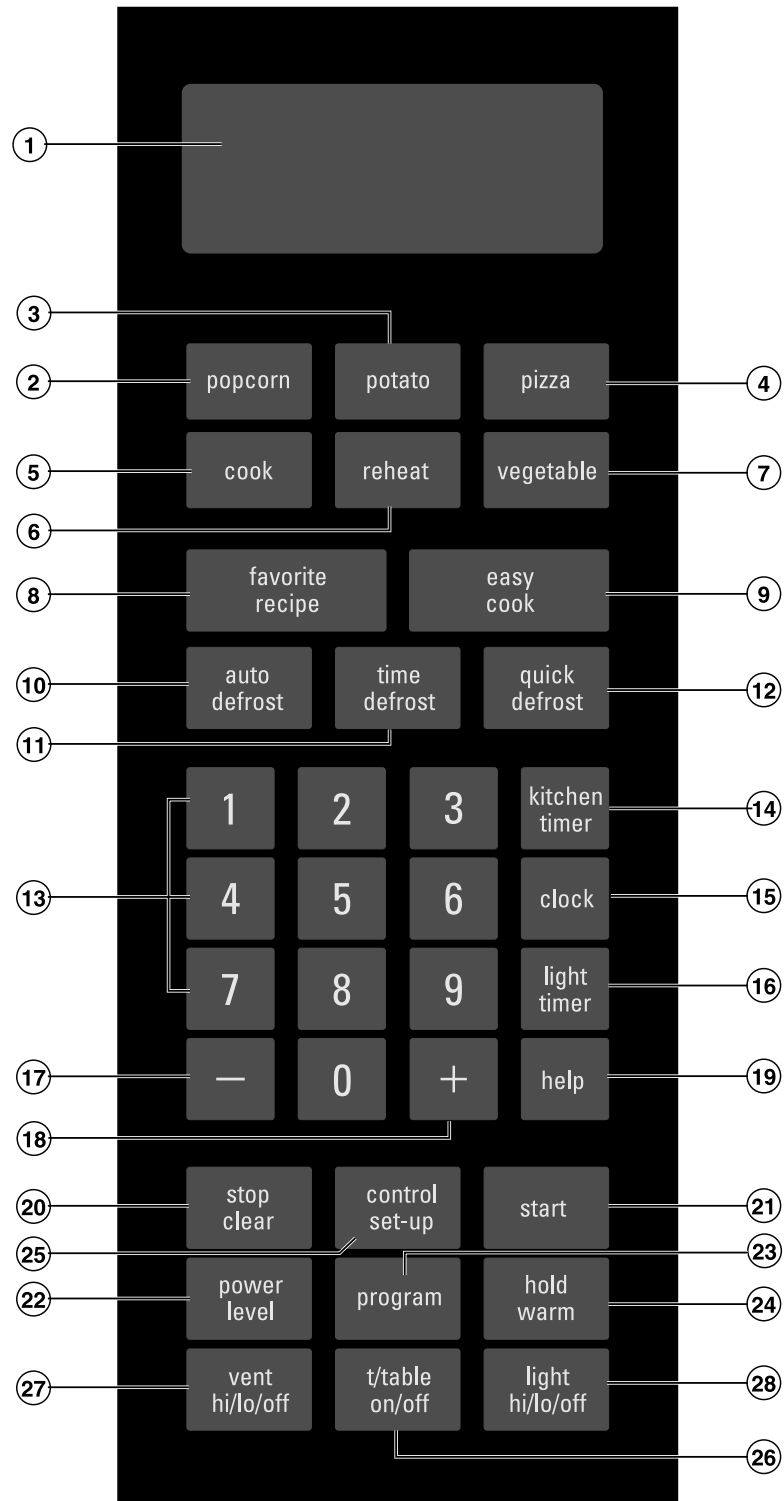 1
3
2
popcorn
potato
pizza
4
5
cook
reheat
vegetable
7
6
8
favorite
recipe
easy
cook
9
10
auto
defrost
time
defrost
quick
defrost
12
11
1
2
3
kitchen
timer
14
13
4
5
6
clock
15
7
8
9
light
timer
16
17
—
0
+
help
19
18
20
stop
clear
control
set-up
start
21
25
23
22
power
level
program
hold
warm
24
27
vent
hi/lo/off
t/table
on/off
light
hi/lo/off
28
26